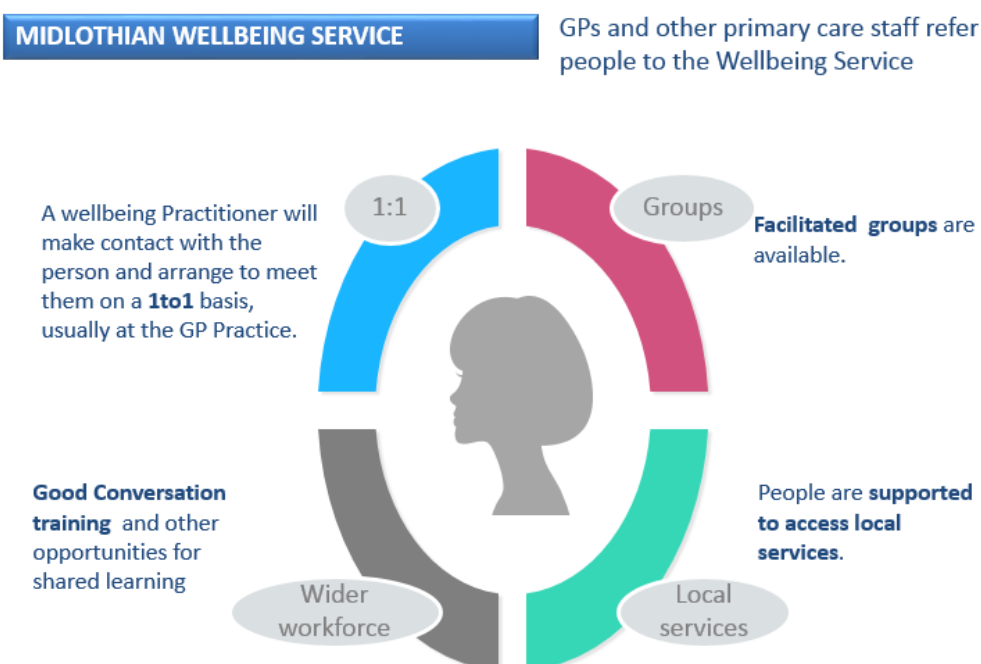 MIDLOTHIAN WELLBEING SERVICE
GPs and other primary care staff refer
people to the Wellbeing Service
1:1
A wellbeing Practitioner will
make contact with the
person and arrange to meet
them on a 1to1 basis,
usually at the GP Practice.
Groups
Facilitated groups are
available.
Good Conversation
training and other
opportunities for
shared learning
Wider
workforce
People are supported
to access local
services.
Local
services